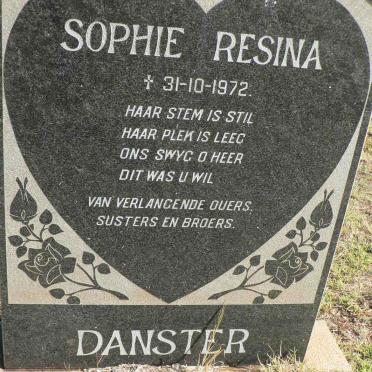 SOPHIE RESINA
✝ 31-10-1972.
HAAR STEM IS STIL
HAAR PLEK IS LEEG
ONS SWYG O HEER
DIT WAS U WIL
VAN VERLANGENDE OUERS,
SUSTERS EN BROERS.
DANSTER